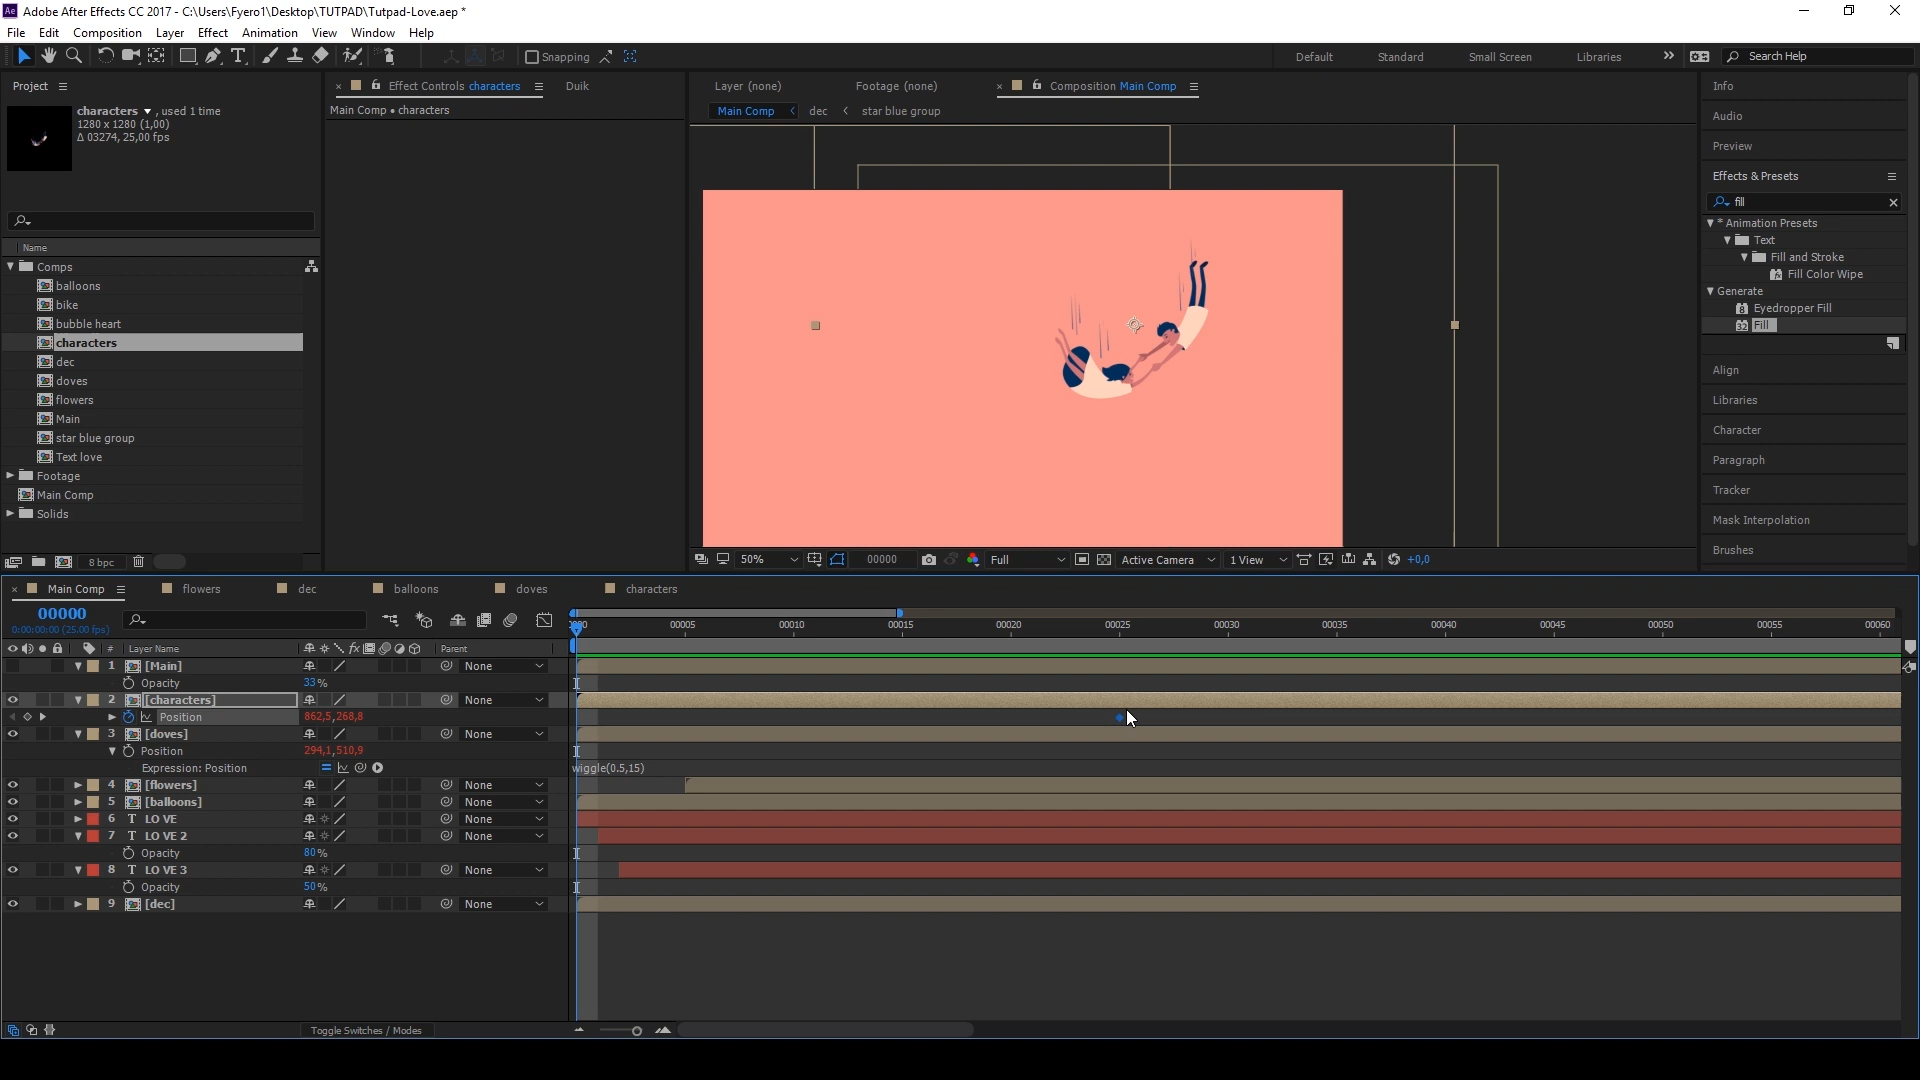 Adobe After Effects CC 2017 - C:\Users\Fyero1\Desktop\TUTPAD\Tutpad-Love.aep *
File Edit Composition Layer Effect Animation View Window Help
Snapping
Default Standard Small Screen Libraries
Search Help
Project
characters , used 1 time
1280 x 1280 (1,00)
Δ 03274, 25,00 fps
Name
Comps
balloons
bike
bubble heart
characters
dec
doves
flowers
Main
star blue group
Text love
Footage
Main Comp
Solids
8 bpc
Effect Controls characters
Duik
Main Comp • characters
Layer (none)
Footage (none)
Composition Main Comp
Main Comp dec star blue group
50% 00000 Full Active Camera 1 View +0,0
Info
Audio
Preview
Effects & Presets
fill
* Animation Presets
Text
Fill and Stroke
Fill Color Wipe
Generate
Eyedropper Fill
Fill
Align
Libraries
Character
Paragraph
Tracker
Mask Interpolation
Brushes
Main Comp flowers dec balloons doves characters
00000
0:00:00:00 (25.00 fps)
00005 00010 00015 00020 00025 00030 00035 00040 00045 00050 00055 00060
# Layer Name fx Parent
1 [Main] None
Opacity 33%
2 [characters] None
Position 862,5,268,8
3 [doves] None
Position 294,1,510,9
Expression: Position wiggle(0.5,15)
4 [flowers] None
5 [balloons] None
6 T LO VE None
7 T LO VE 2 None
Opacity 80%
8 T LO VE 3 None
Opacity 50%
9 [dec] None
Toggle Switches / Modes